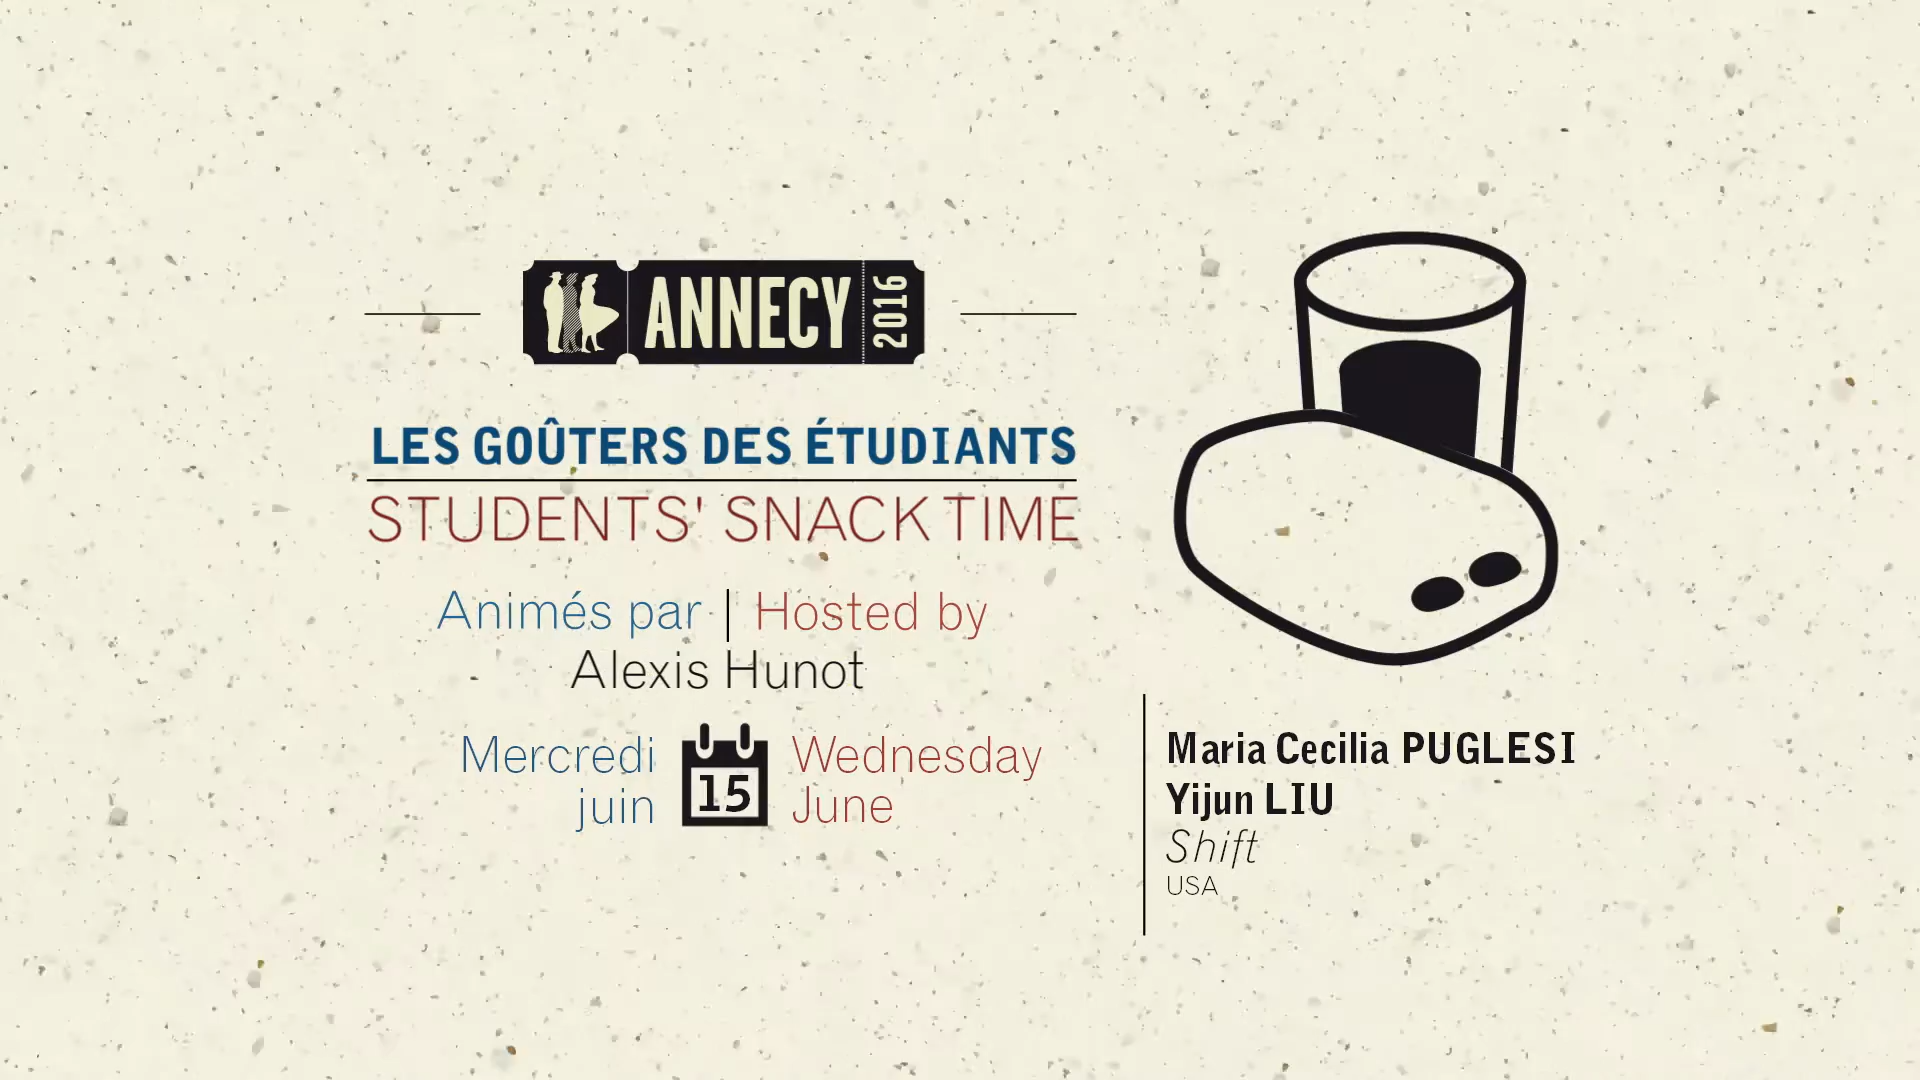 ANNECY 2016
LES GOÛTERS DES ÉTUDIANTS
STUDENTS' SNACK TIME
Animés par | Hosted by
Alexis Hunot
Mercredi
juin
15
Wednesday
June
Maria Cecilia PUGLESI
Yijun LIU
Shift
USA